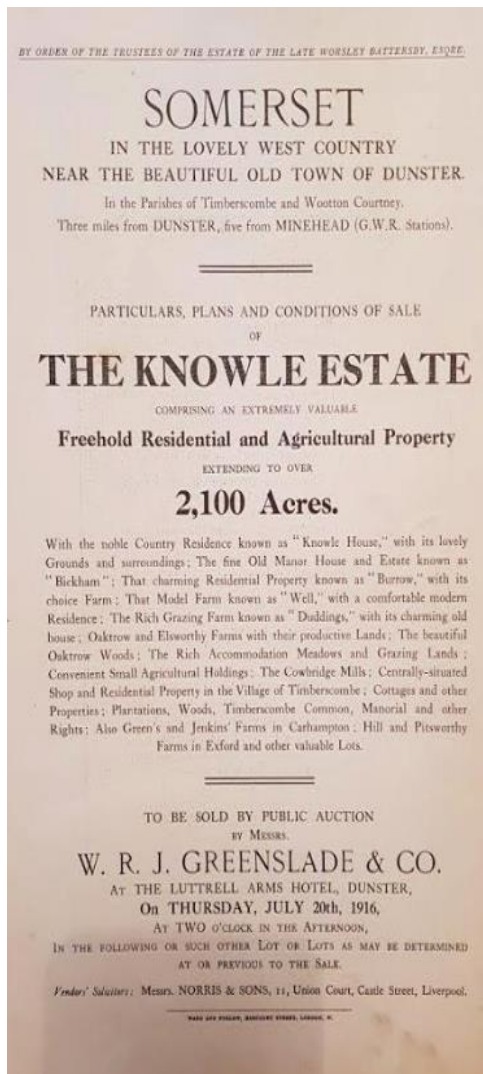 BY ORDER OF THE TRUSTEES OF THE ESTATE OF THE LATE WORSLEY BATTERSBY, ESQRE.
SOMERSET
IN THE LOVELY WEST COUNTRY
NEAR THE BEAUTIFUL OLD TOWN OF DUNSTER.
In the Parishes of Timberscombe and Wootton Courtney.
Three miles from DUNSTER, five from MINEHEAD (G.W.R. Stations).
PARTICULARS, PLANS AND CONDITIONS OF SALE
OF
THE KNOWLE ESTATE
COMPRISING AN EXTREMELY VALUABLE
Freehold Residential and Agricultural Property
EXTENDING TO OVER
2,100 Acres.
With the noble Country Residence known as "Knowle House," with its lovely
Grounds and surroundings; The fine Old Manor House and Estate known as
"Bickham"; That charming Residential Property known as "Burrow," with its
choice Farm; That Model Farm known as "Well," with a comfortable modern
Residence; The Rich Grazing Farm known as "Duddings," with its charming old
house; Oaktrow and Elsworthy Farms with their productive Lands; The beautiful
Oaktrow Woods; The Rich Accommodation Meadows and Grazing Lands;
Convenient Small Agricultural Holdings; The Cowbridge Mills; Centrally-situated
Shop and Residential Property in the Village of Timberscombe; Cottages and other
Properties; Plantations, Woods, Timberscombe Common, Manorial and other
Rights; Also Green's and Jenkins' Farms in Carhampton; Hill and Pitsworthy
Farms in Exford and other valuable Lots.
TO BE SOLD BY PUBLIC AUCTION
BY MESSRS.
W. R. J. GREENSLADE & CO.
AT THE LUTTRELL ARMS HOTEL, DUNSTER,
On THURSDAY, JULY 20th, 1916,
AT TWO O'CLOCK IN THE AFTERNOON,
IN THE FOLLOWING OR SUCH OTHER LOT OR LOTS AS MAY BE DETERMINED
AT OR PREVIOUS TO THE SALE.
Vendors' Solicitors: Messrs. NORRIS & SONS, 11, Union Court, Castle Street, Liverpool.